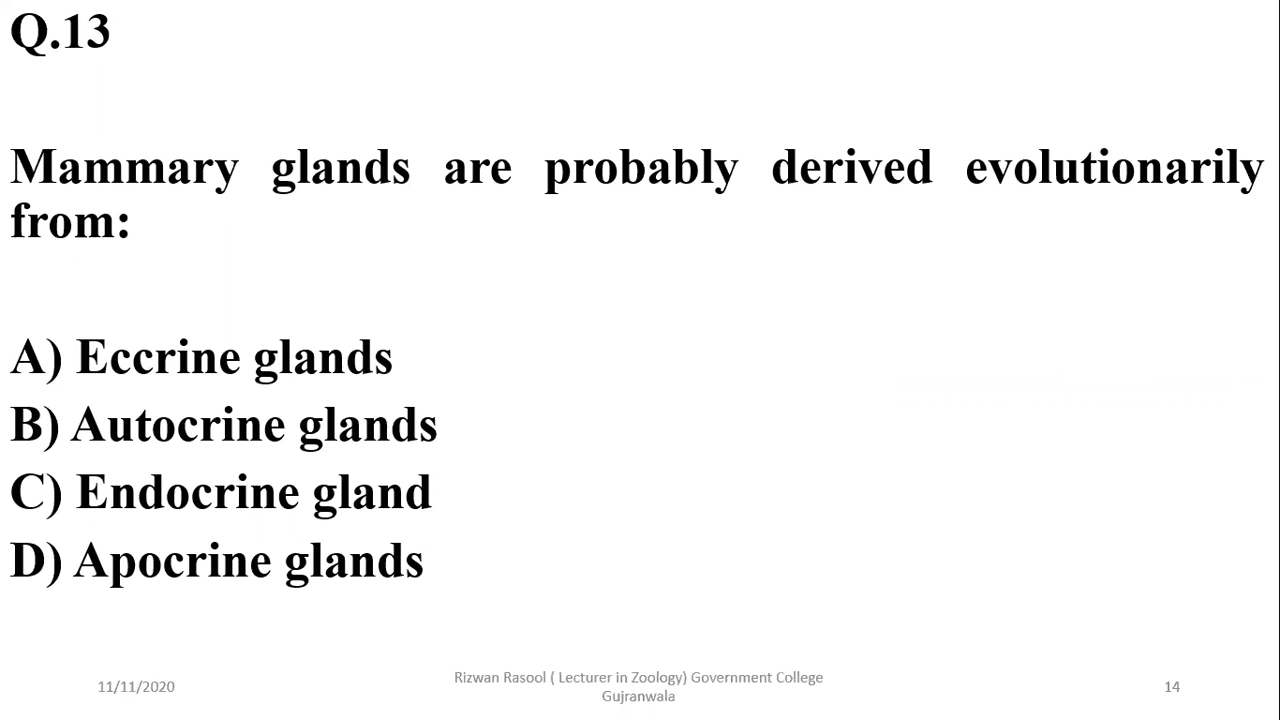 Q.13
Mammary glands are probably derived evolutionarily
from:
A) Eccrine glands
B) Autocrine glands
C) Endocrine gland
D) Apocrine glands
11/11/2020
Rizwan Rasool ( Lecturer in Zoology) Government College
Gujranwala
14